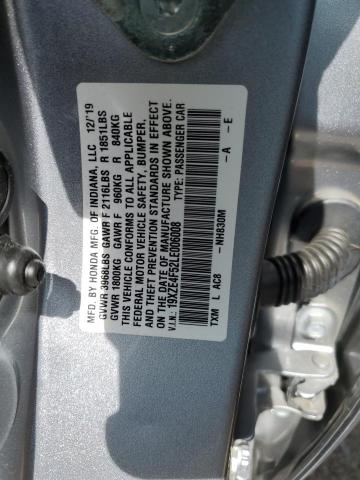 MFD. BY HONDA MFG. OF INDIANA, LLC 12/'19
GVWR 3968LBS GAWR F 2116LBS R 1851LBS
GVWR 1800KG GAWR F 960KG R 840KG
THIS VEHICLE CONFORMS TO ALL APPLICABLE
FEDERAL MOTOR VEHICLE SAFETY, BUMPER,
AND THEFT PREVENTION STANDARDS IN EFFECT
ON THE DATE OF MANUFACTURE SHOWN ABOVE.
V.I.N.: 19XZE4F52LE006008 TYPE: PASSENGER CAR
TXM L AC8 -NH830M -A -E